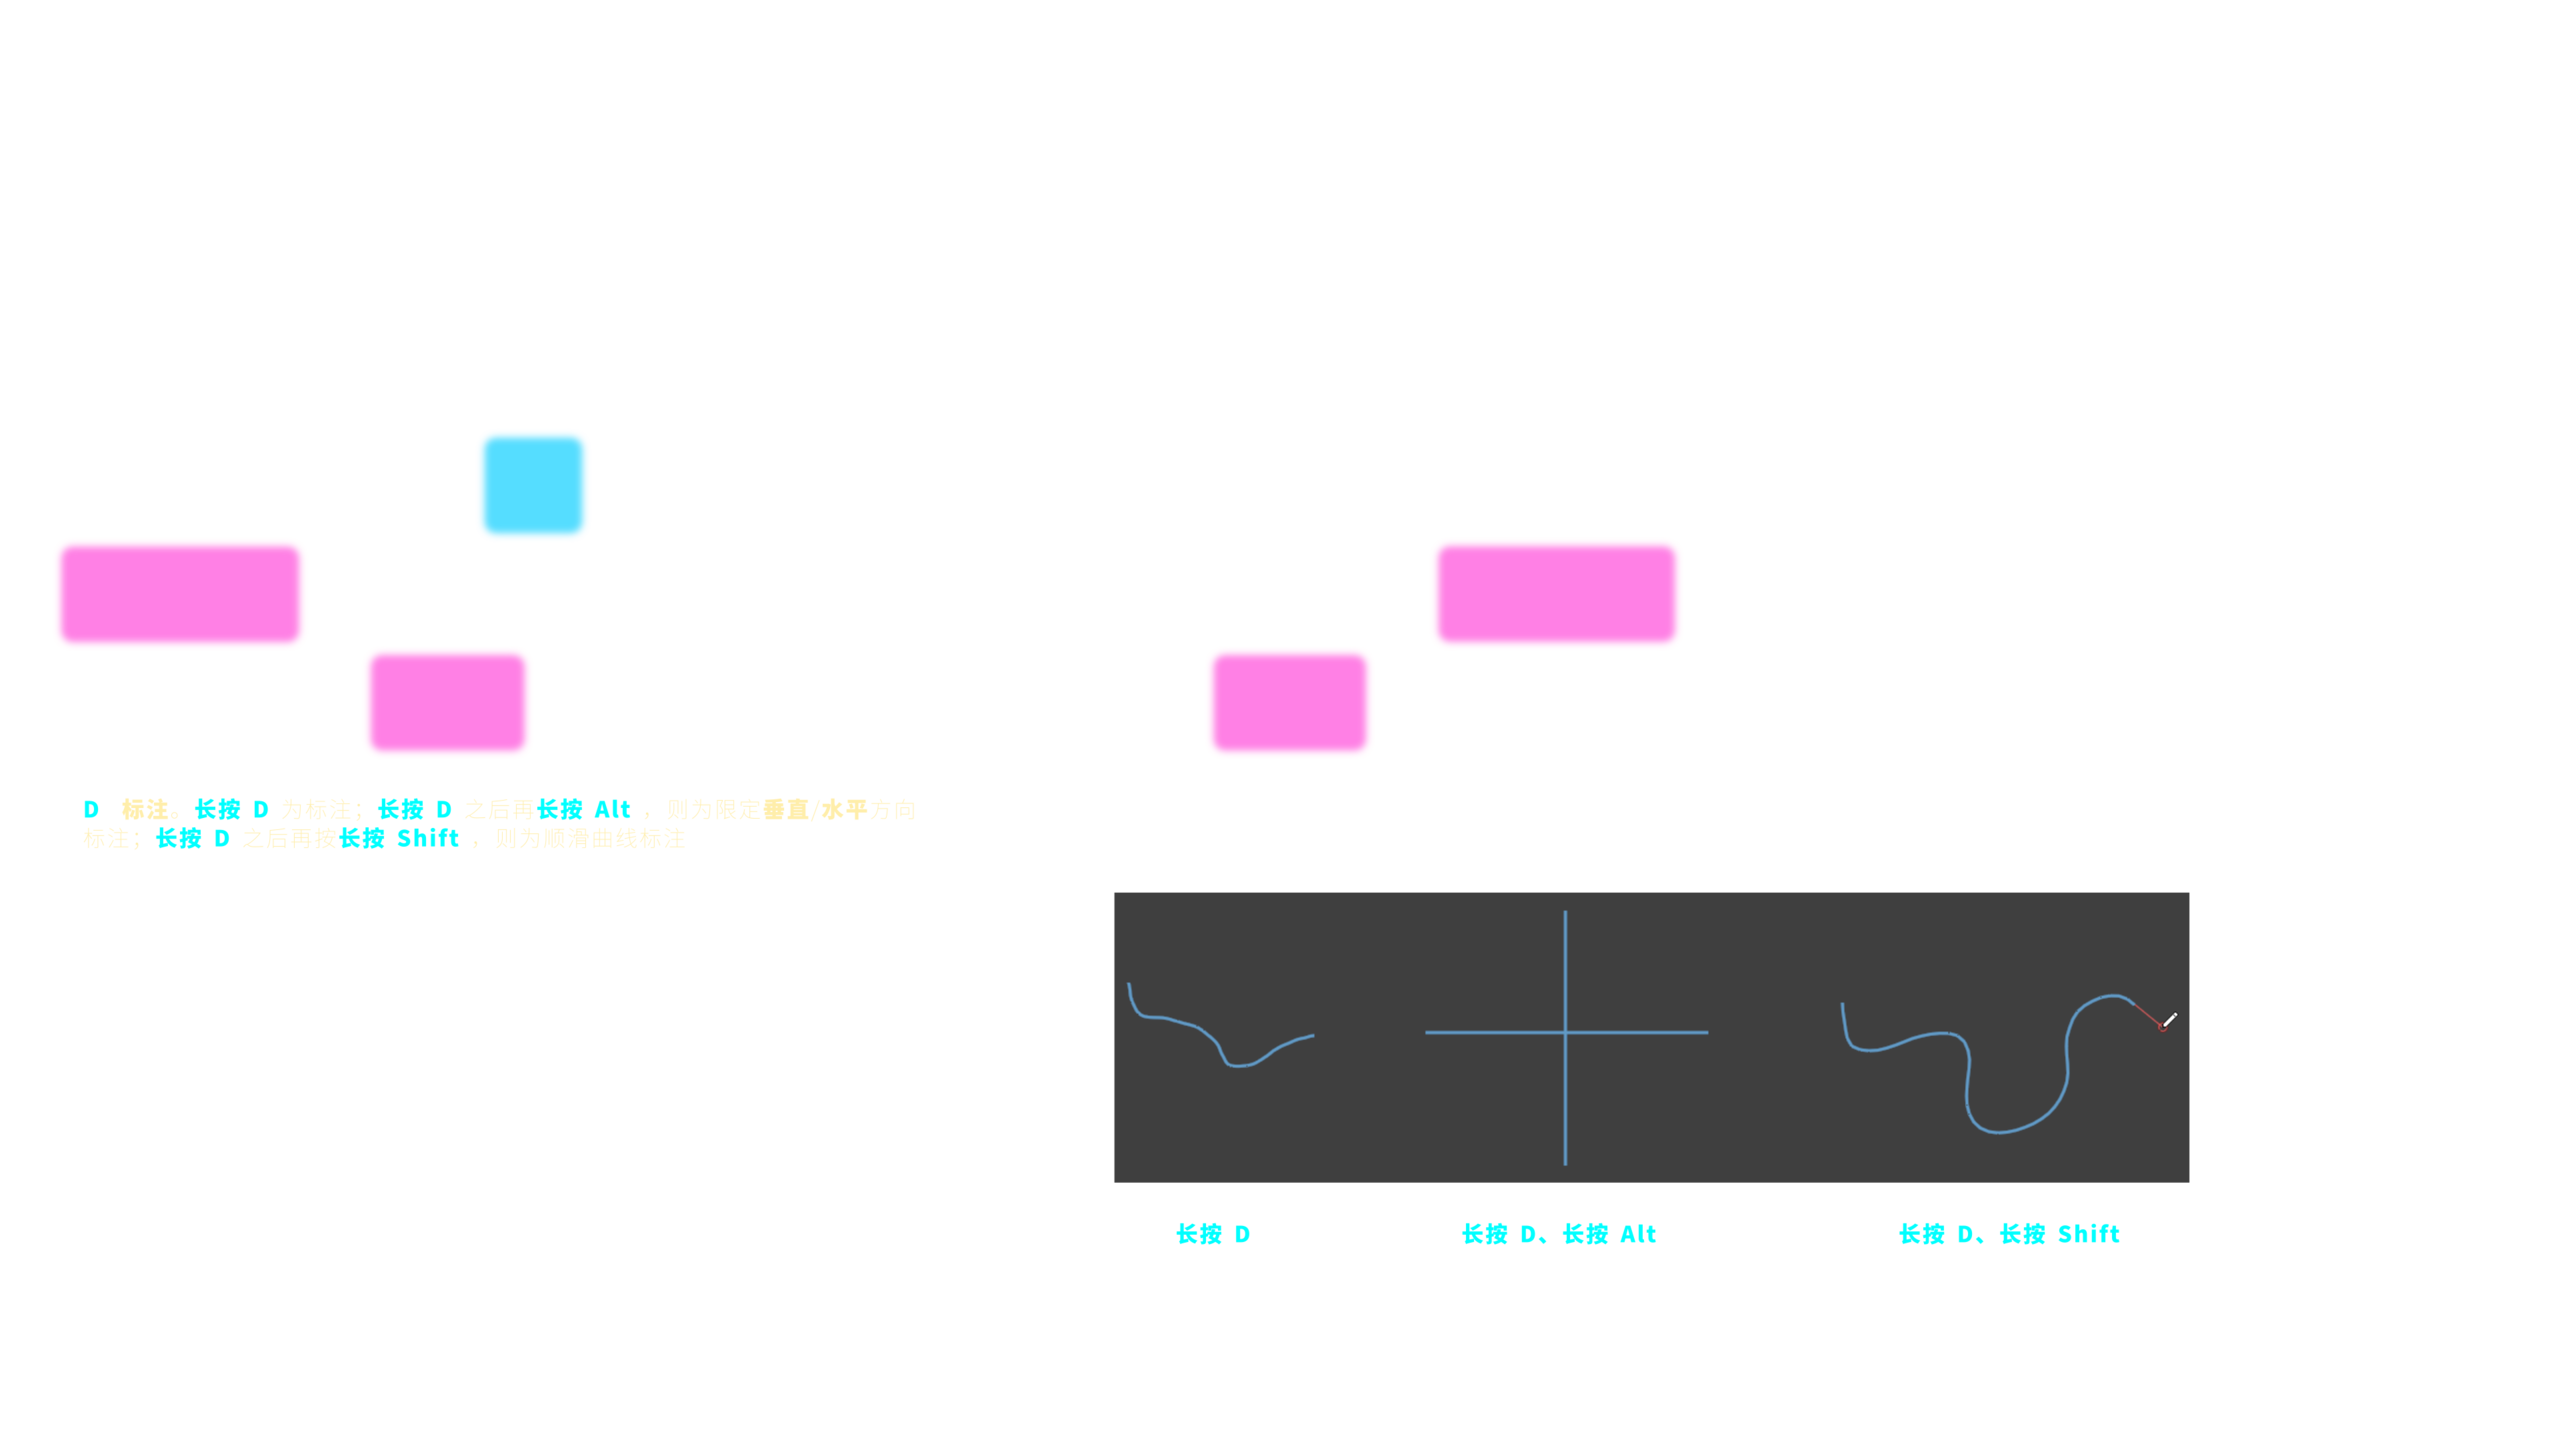 D 标注。长按 D 为标注；长按 D 之后再长按 Alt ，则为限定垂直/水平方向
标注；长按 D 之后再按长按 Shift ，则为顺滑曲线标注
长按 D
长按 D、长按 Alt
长按 D、长按 Shift